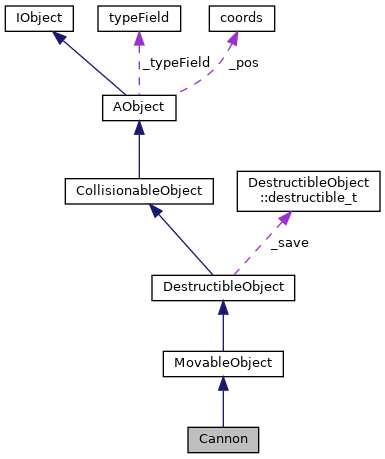 IObject
typeField
coords
_typeField
_pos
AObject
CollisionableObject
DestructibleObject
::destructible_t
_save
DestructibleObject
MovableObject
Cannon